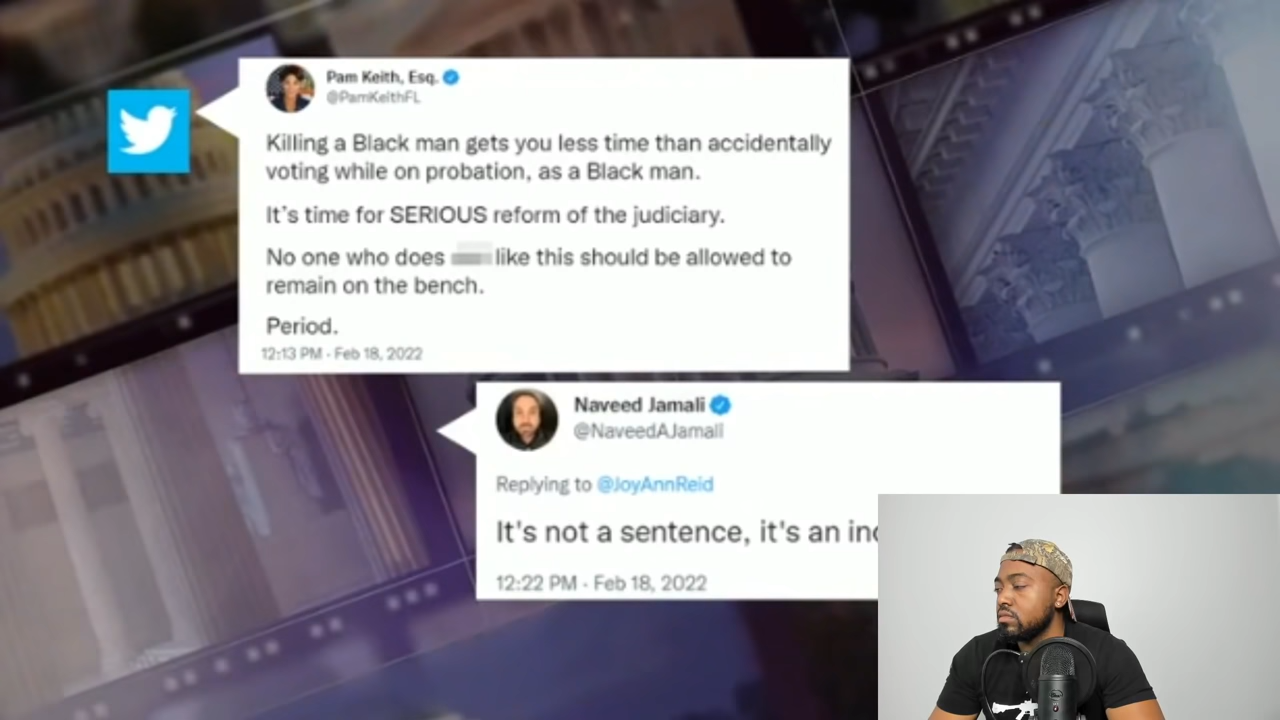 Pam Keith, Esq.
@PamKeithFL
Killing a Black man gets you less time than accidentally
voting while on probation, as a Black man.
It's time for SERIOUS reform of the judiciary.
No one who does like this should be allowed to
remain on the bench.
Period.
12:13 PM - Feb 18, 2022
Naveed Jamali
@NaveedAJamali
Replying to @JoyAnnReid
It's not a sentence, it's an
12:22 PM - Feb 18, 2022